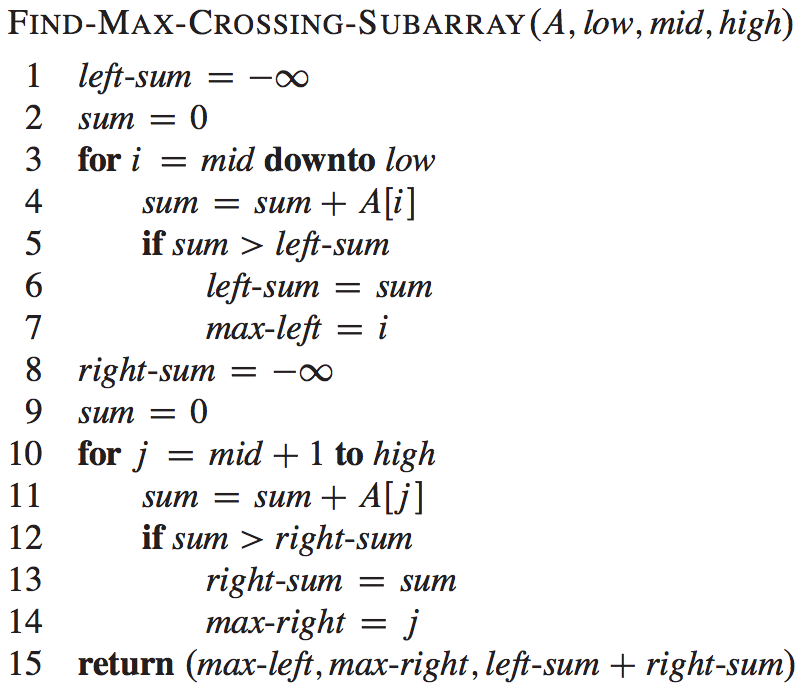 FIND-MAX-CROSSING-SUBARRAY(A, low, mid, high)
1 left-sum = −∞
2 sum = 0
3 for i = mid downto low
4 sum = sum + A[i]
5 if sum > left-sum
6 left-sum = sum
7 max-left = i
8 right-sum = −∞
9 sum = 0
10 for j = mid + 1 to high
11 sum = sum + A[j]
12 if sum > right-sum
13 right-sum = sum
14 max-right = j
15 return (max-left, max-right, left-sum + right-sum)